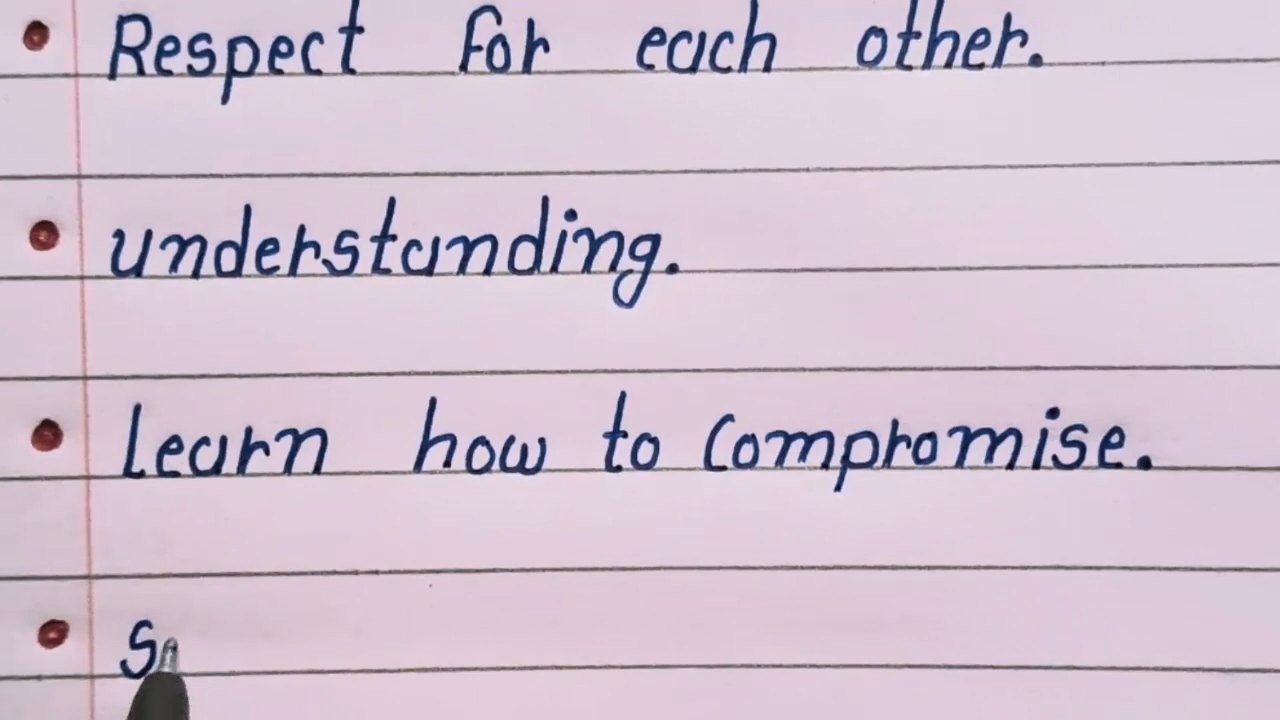 • Respect for each other.
• understanding.
• Learn how to compromise.
• S